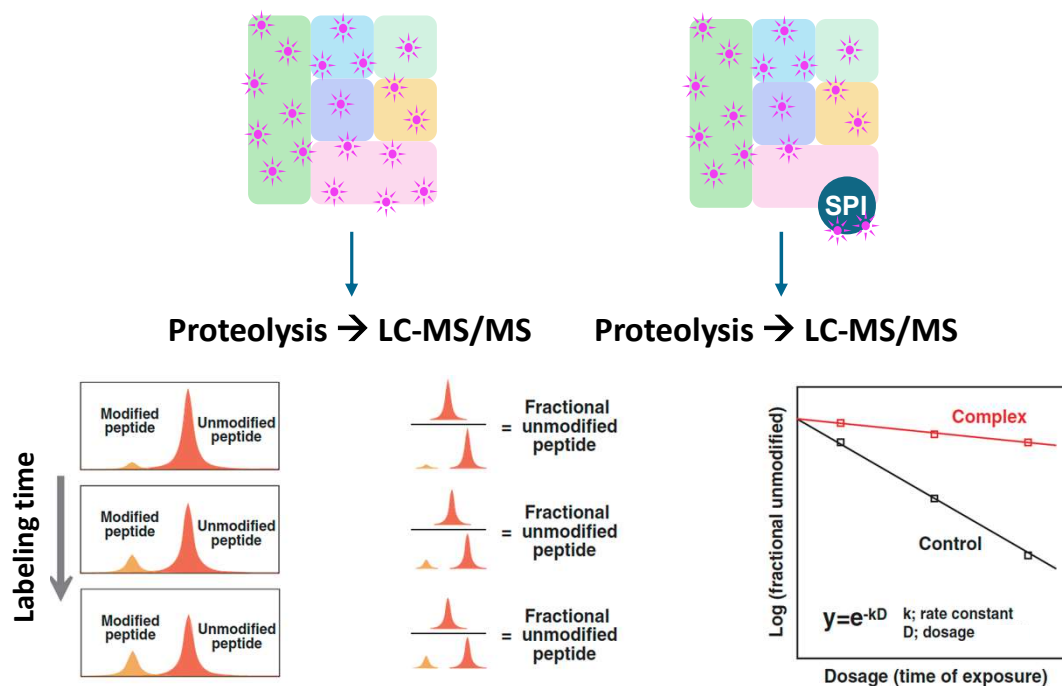 SPI
Proteolysis → LC-MS/MS
Proteolysis → LC-MS/MS
Labeling time
Modified
peptide
Unmodified
peptide
Modified
peptide
Unmodified
peptide
Modified
peptide
Unmodified
peptide
= Fractional
unmodified
peptide
= Fractional
unmodified
peptide
= Fractional
unmodified
peptide
Log (fractional unmodified)
Complex
Control
y=e-kD
k; rate constant
D; dosage
Dosage (time of exposure)